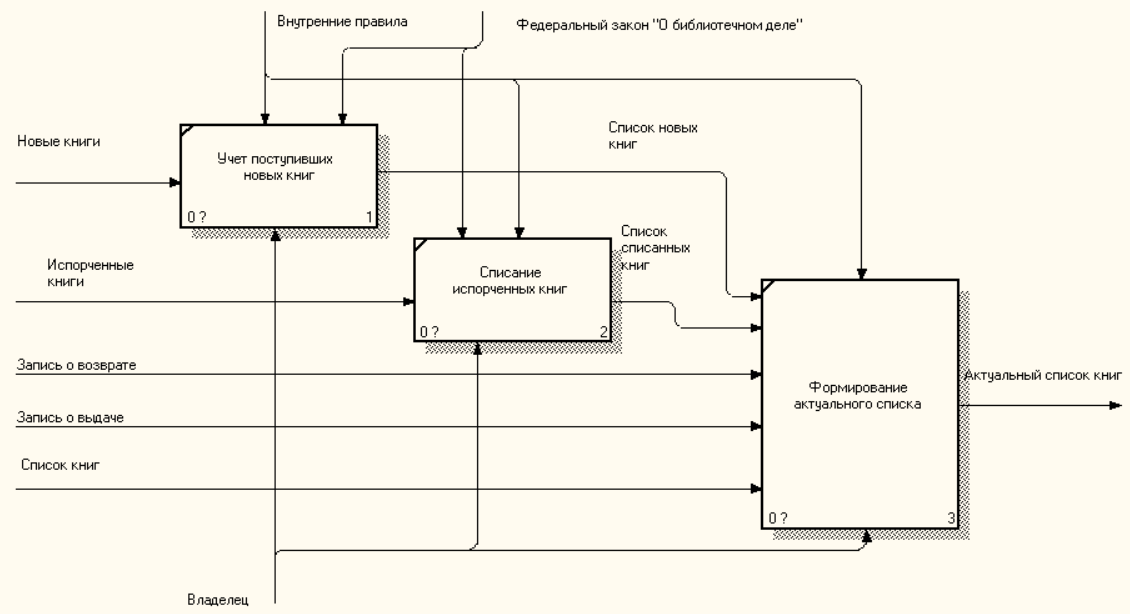 Внутренние правила
Федеральный закон "О библиотечном деле"
Новые книги
Учет поступивших
новых книг
0 ?
1
Список новых
книг
Испорченные
книги
Списание
испорченных книг
0 ?
2
Список
списанных
книг
Запись о возврате
Запись о выдаче
Список книг
Формирование
актуального списка
0 ?
3
Актуальный список книг
Владелец